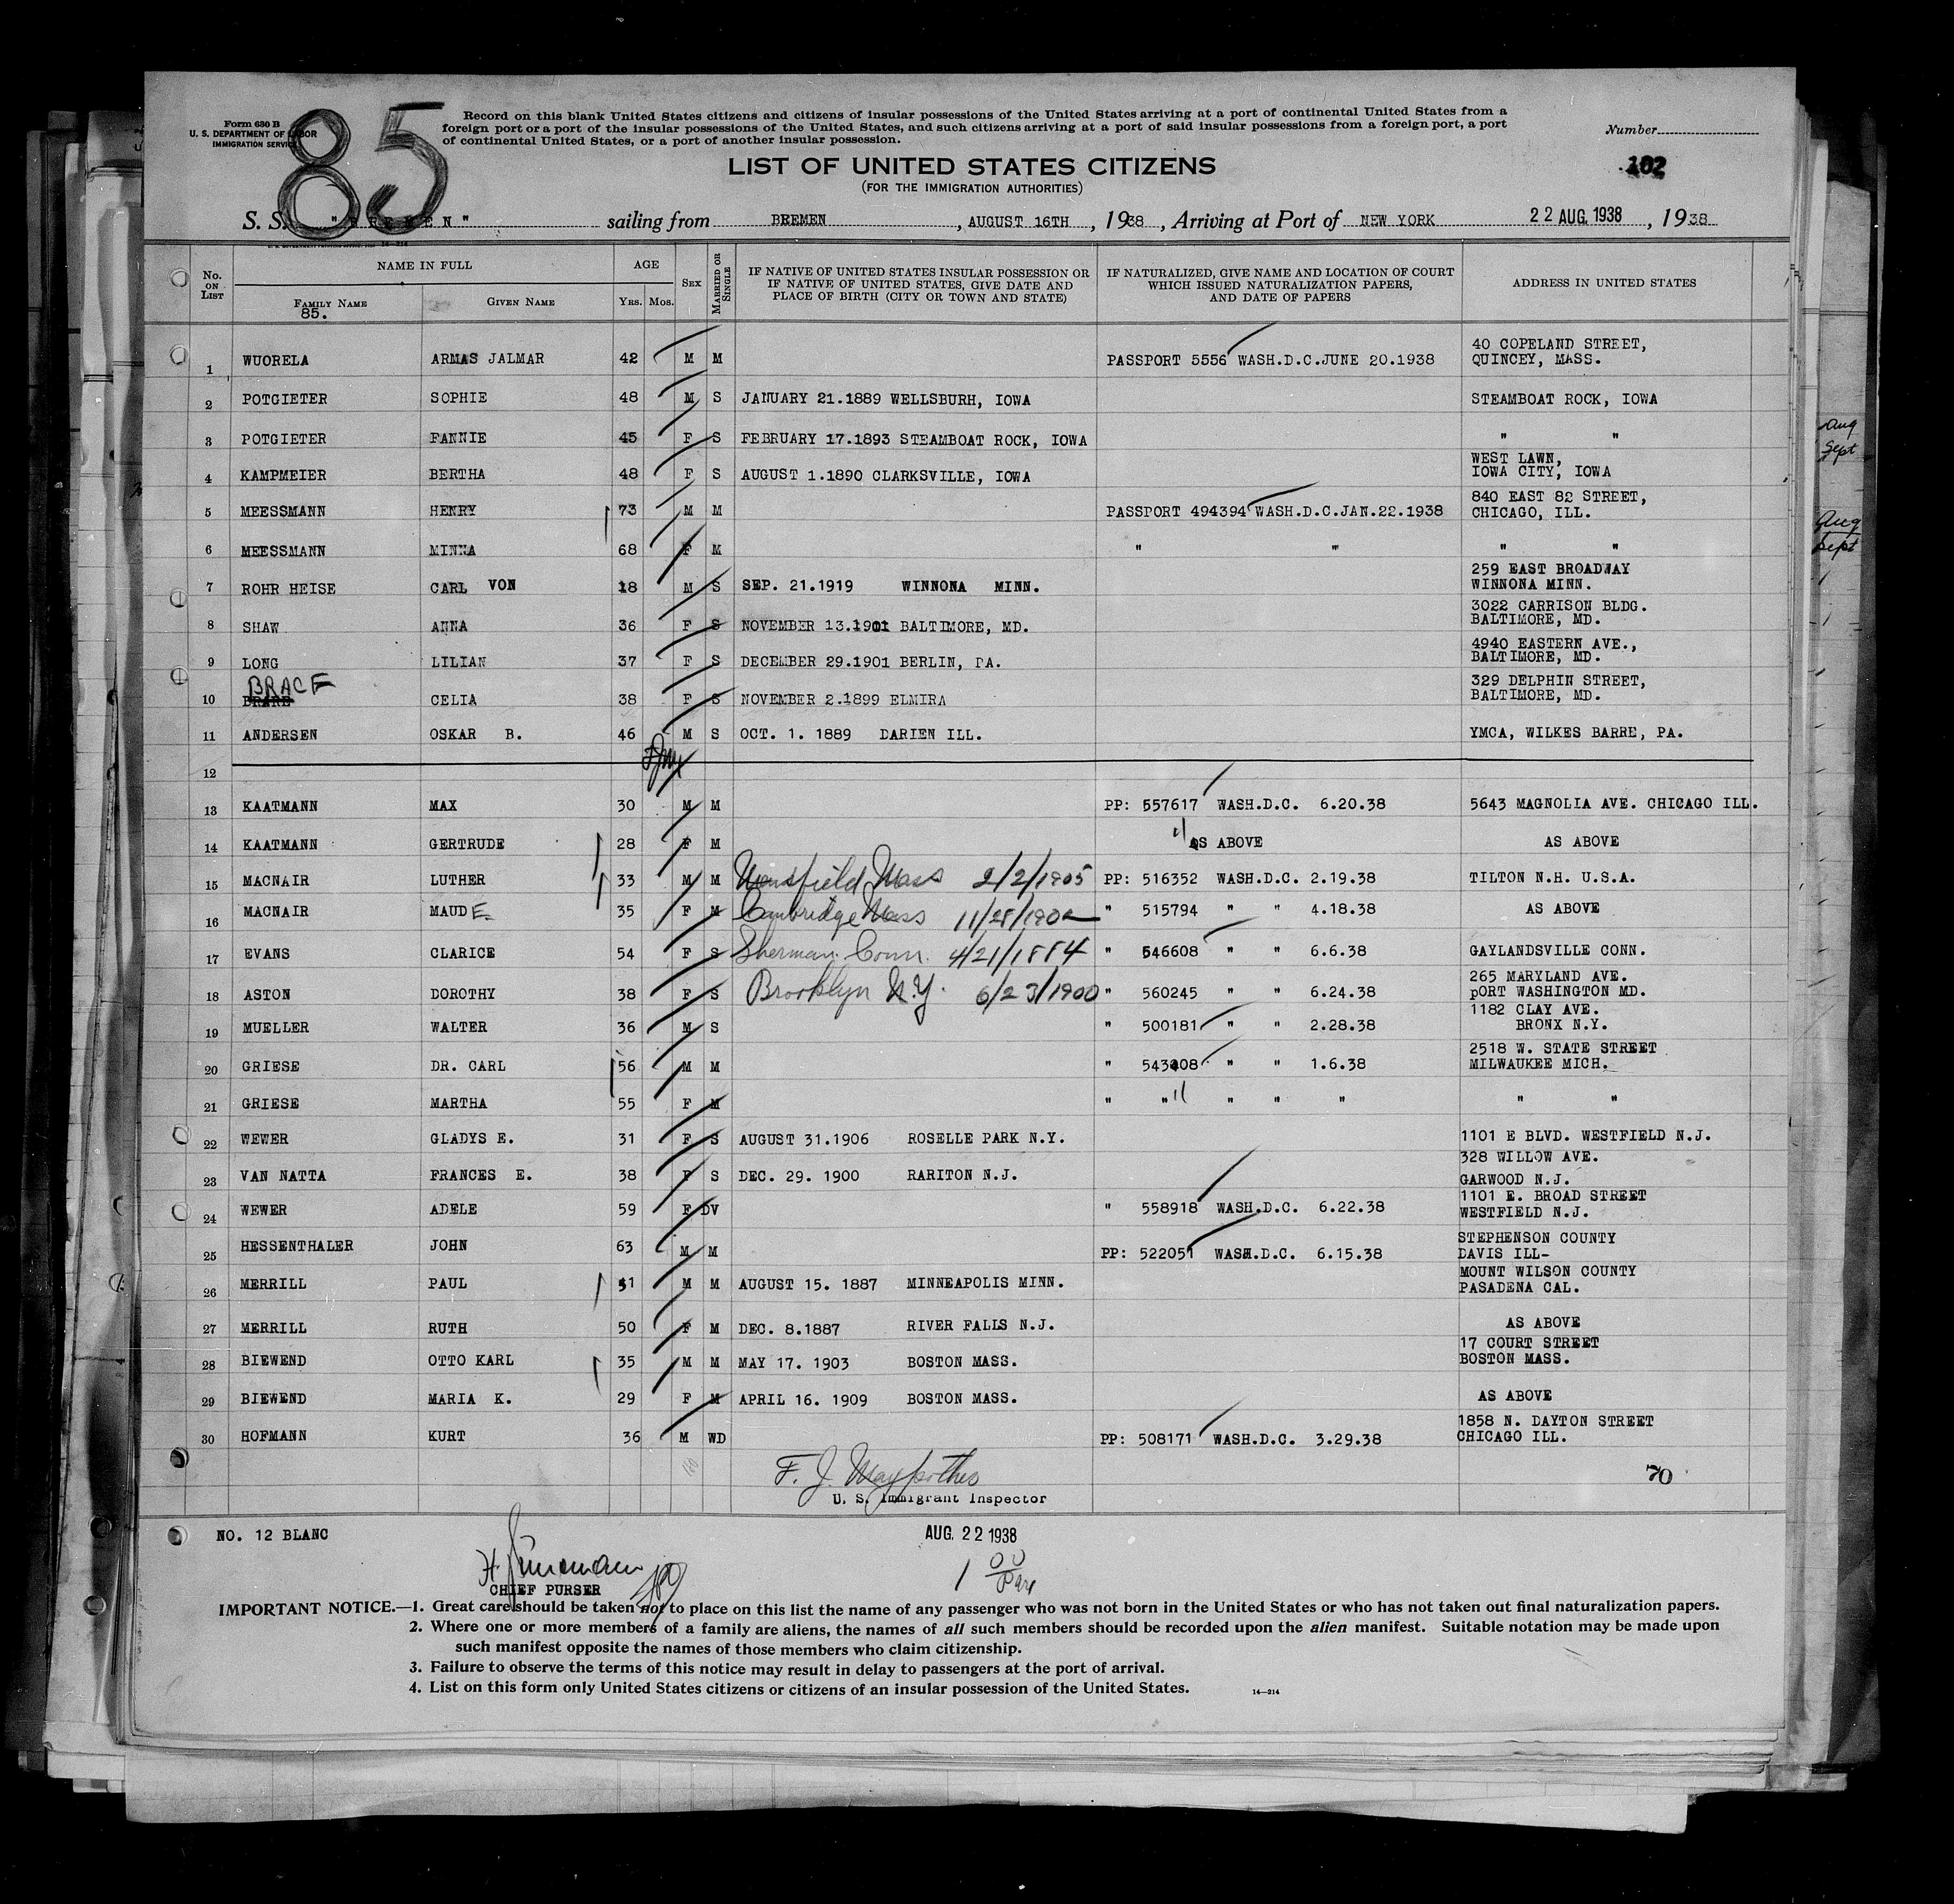 85
Form 630 B
U. S. DEPARTMENT OF LABOR
IMMIGRATION SERVICE
Record on this blank United States citizens and citizens of insular possessions of the United States arriving at a port of continental United States from a
foreign port or a port of the insular possessions of the United States, and such citizens arriving at a port of said insular possessions from a foreign port, a port
of continental United States, or a port of another insular possession.
Number
102
LIST OF UNITED STATES CITIZENS
(FOR THE IMMIGRATION AUTHORITIES)
S. S. "BREMEN" sailing from BREMEN, AUGUST 16TH, 1938, Arriving at Port of NEW YORK 22 AUG. 1938, 1938
No. ON LIST
NAME IN FULL
FAMILY NAME
85.
GIVEN NAME
AGE
YRS. MOS.
SEX
MARRIED OR SINGLE
IF NATIVE OF UNITED STATES INSULAR POSSESSION OR
IF NATIVE OF UNITED STATES, GIVE DATE AND
PLACE OF BIRTH (CITY OR TOWN AND STATE)
IF NATURALIZED, GIVE NAME AND LOCATION OF COURT
WHICH ISSUED NATURALIZATION PAPERS,
AND DATE OF PAPERS
ADDRESS IN UNITED STATES
1 WUORELA ARMAS JALMAR 42 M M PASSPORT 5556 WASH.D.C.JUNE 20.1938 40 COPELAND STREET,
QUINCEY, MASS.
2 POTGIETER SOPHIE 48 M S JANUARY 21.1889 WELLSBURH, IOWA STEAMBOAT ROCK, IOWA
3 POTGIETER FANNIE 45 F S FEBRUARY 17.1893 STEAMBOAT ROCK, IOWA " "
4 KAMPMEIER BERTHA 48 F S AUGUST 1.1890 CLARKSVILLE, IOWA WEST LAWN,
IOWA CITY, IOWA
5 MEESSMANN HENRY 73 M M PASSPORT 494394 WASH.D.C.JAN.22.1938 840 EAST 82 STREET,
CHICAGO, ILL.
6 MEESSMANN MINNA 68 F M " " " "
7 ROHR HEISE CARL VON 18 M S SEP. 21.1919 WINNONA MINN. 259 EAST BROADWAY
WINNONA MINN.
8 SHAW ANNA 36 F S NOVEMBER 13.1901 BALTIMORE, MD. 3022 CARRISON BLDG.
BALTIMORE, MD.
9 LONG LILIAN 37 F S DECEMBER 29.1901 BERLIN, PA. 4940 EASTERN AVE.,
BALTIMORE, MD.
BRACE
10 CELIA 38 F S NOVEMBER 2.1899 ELMIRA 329 DELPHIN STREET,
BALTIMORE, MD.
11 ANDERSEN OSKAR B. 46 M S OCT. 1. 1889 DARIEN ILL. YMCA, WILKES BARRE, PA.
12
13 KAATMANN MAX 30 M M PP: 557617 WASH.D.C. 6.20.38 5643 MAGNOLIA AVE. CHICAGO ILL.
14 KAATMANN GERTRUDE 28 F M " AS ABOVE AS ABOVE
15 MACNAIR LUTHER 33 M M Mansfield Mass 2/2/1905 PP: 516352 WASH.D.C. 2.19.38 TILTON N.H. U.S.A.
16 MACNAIR MAUDE 35 F M Cambridge Mass 11/28/1902 " 515794 " " 4.18.38 AS ABOVE
17 EVANS CLARICE 54 F S Sherman. Conn. 4/21/1884 " 546608 " " 6.6.38 GAYLANDSVILLE CONN.
18 ASTON DOROTHY 38 F S Brooklyn N.Y. 6/23/1900 " 560245 " " 6.24.38 265 MARYLAND AVE.
pORT WASHINGTON MD.
19 MUELLER WALTER 36 M S " 500181 " " 2.28.38 1182 CLAY AVE.
BRONX N.Y.
20 GRIESE DR. CARL 56 M M " 543408 " " 1.6.38 2518 W. STATE STREET
MILWAUKEE MICH.
21 GRIESE MARTHA 55 F M " " " " " " " "
22 WEWER GLADYS E. 31 F S AUGUST 31.1906 ROSELLE PARK N.Y. 1101 E BLVD. WESTFIELD N.J.
23 VAN NATTA FRANCES E. 38 F S DEC. 29. 1900 RARITON N.J. 328 WILLOW AVE.
GARWOOD N.J.
24 WEWER ADELE 59 F DV " 558918 WASH.D.C. 6.22.38 1101 E. BROAD STREET
WESTFIELD N.J.
25 HESSENTHALER JOHN 63 M M PP: 522051 WASH.D.C. 6.15.38 STEPHENSON COUNTY
DAVIS ILL-
26 MERRILL PAUL 51 M M AUGUST 15. 1887 MINNEAPOLIS MINN. MOUNT WILSON COUNTY
PASADENA CAL.
27 MERRILL RUTH 50 F M DEC. 8.1887 RIVER FALLS N.J. AS ABOVE
28 BIEWEND OTTO KARL 35 M M MAY 17. 1903 BOSTON MASS. 17 COURT STREET
BOSTON MASS.
29 BIEWEND MARIA K. 29 F M APRIL 16. 1909 BOSTON MASS. AS ABOVE
30 HOFMANN KURT 36 M WD PP: 508171 WASH.D.C. 3.29.38 1858 N. DAYTON STREET
CHICAGO ILL.
70
U. S. Immigrant Inspector
NO. 12 BLANC
AUG. 22 1938
CHIEF PURSER
IMPORTANT NOTICE.—1. Great care should be taken not to place on this list the name of any passenger who was not born in the United States or who has not taken out final naturalization papers.
2. Where one or more members of a family are aliens, the names of all such members should be recorded upon the alien manifest. Suitable notation may be made upon
such manifest opposite the names of those members who claim citizenship.
3. Failure to observe the terms of this notice may result in delay to passengers at the port of arrival.
4. List on this form only United States citizens or citizens of an insular possession of the United States.
14—214
Aug
Sept
Aug
Sept